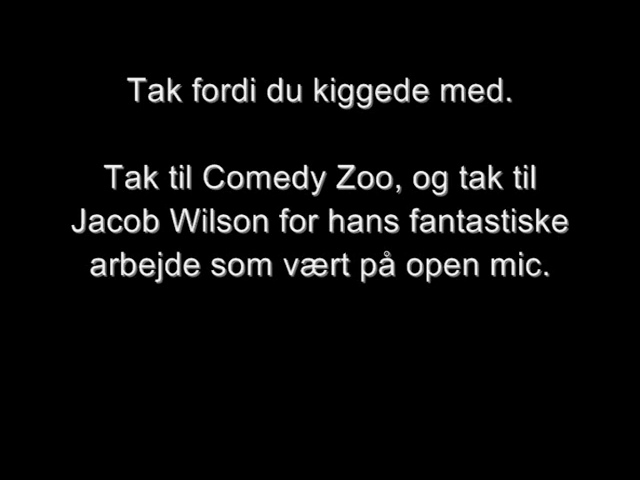 Tak fordi du kiggede med.
Tak til Comedy Zoo, og tak til
Jacob Wilson for hans fantastiske
arbejde som vært på open mic.